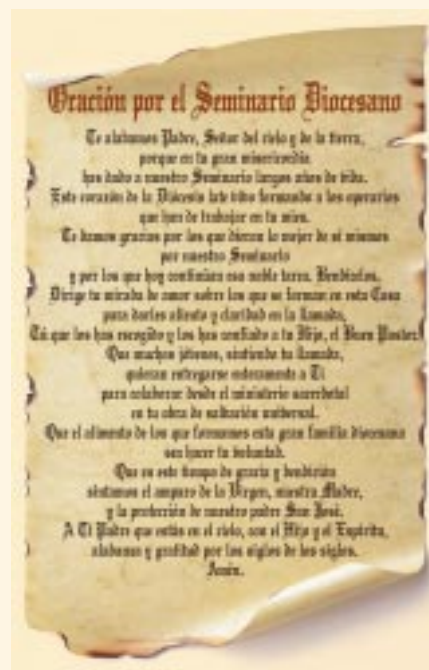 Oración por el Seminario Diocesano
Te alabamos Padre, Señor del cielo y de la tierra,
porque en tu gran misericordia
has dado a nuestro Seminario largos años de vida.
Este corazón de la Diócesis late vivo formando a los operarios
que han de trabajar en tu mies.
Te damos gracias por los que dieron lo mejor de sí mismos
por nuestro Seminario
y por los que hoy continúan esa noble tarea. Bendícelos.
Dirige tu mirada de amor sobre los que se forman en esta Casa
para darles aliento y claridad en la llamada,
Tú que los has escogido y los has confiado a tu Hijo, el Buen Pastor.
Que muchos jóvenes, sintiendo tu llamada,
quieran entregarse enteramente a Ti
para colaborar desde el ministerio sacerdotal
en tu obra de salvación universal.
Que el alimento de los que formamos esta gran familia diocesana
sea hacer tu voluntad.
Que en este tiempo de gracia y bendición
sintamos el amparo de la Virgen, nuestra Madre,
y la protección de nuestro padre San José.
A Ti Padre que estás en el cielo, con el Hijo y el Espíritu,
alabanza y gratitud por los siglos de los siglos.
Amén.